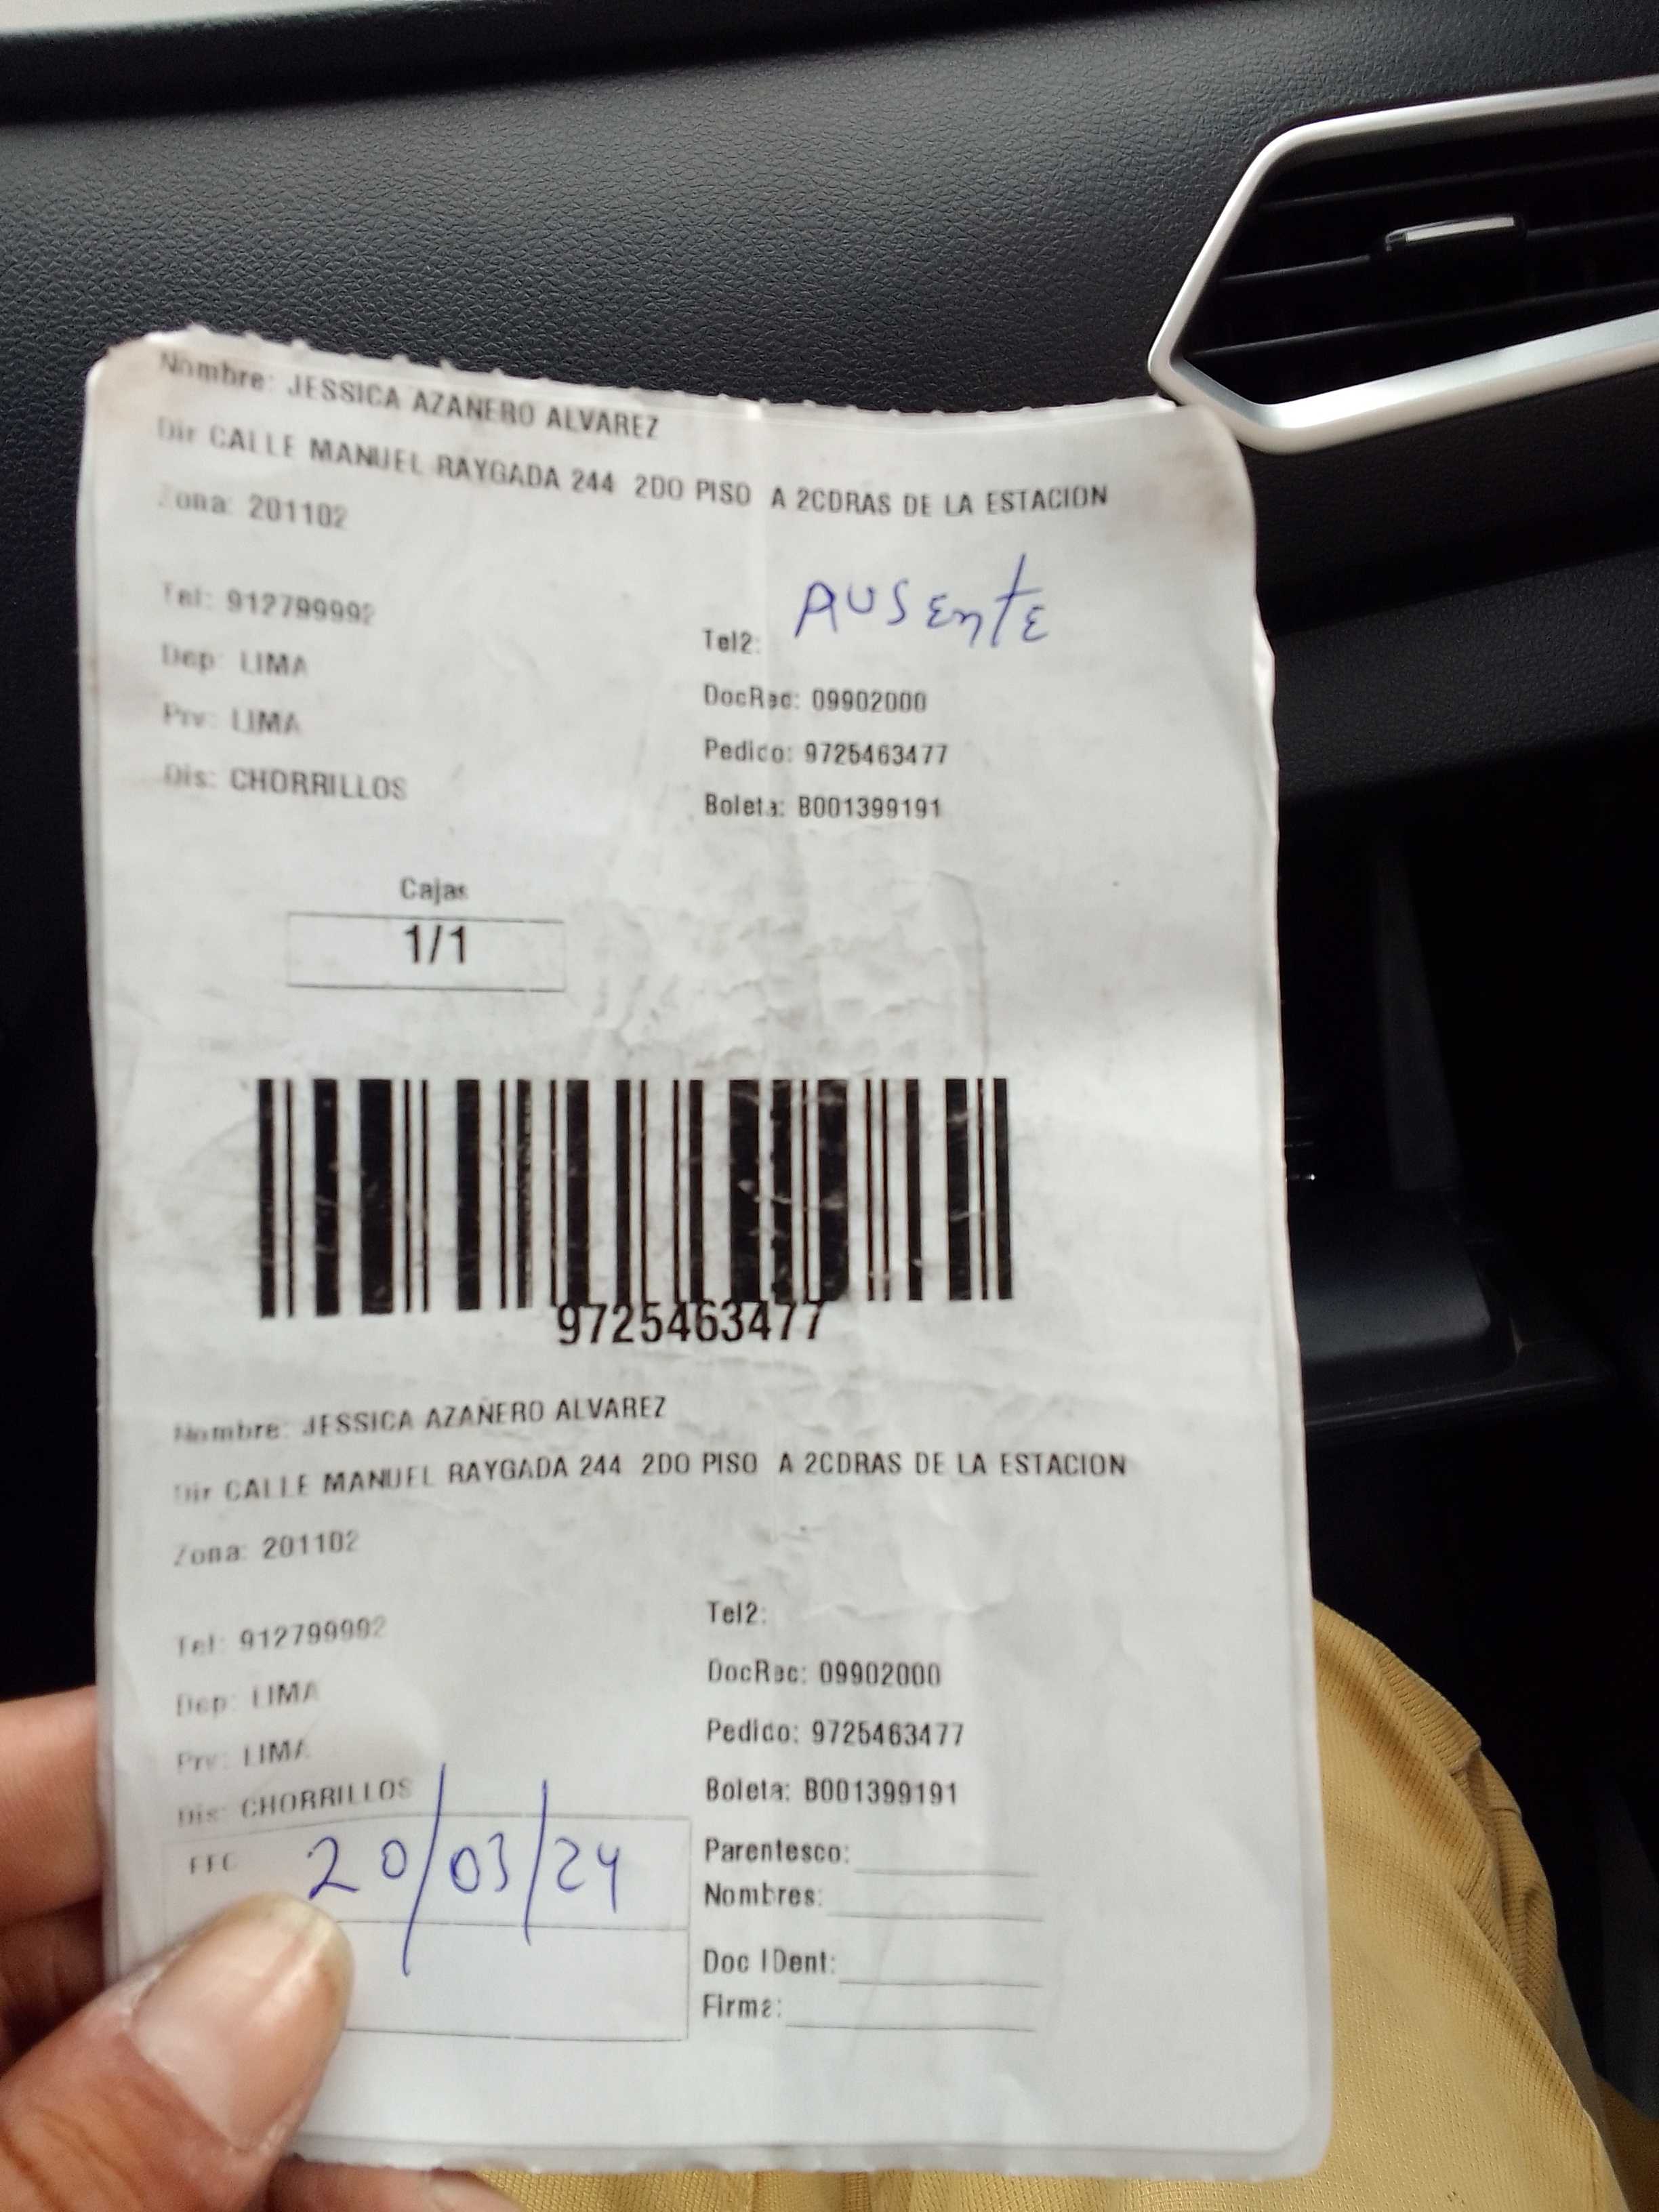 Nombre: JESSICA AZAÑERO ALVAREZ
Dir CALLE MANUEL RAYGADA 244 2DO PISO A 2CDRAS DE LA ESTACION
Zona: 201102
AUSENTE
Tel: 912799992
Tel2:
Dep: LIMA
DocRec: 09902000
Prv: LIMA
Pedido: 9725463477
Dis: CHORRILLOS
Boleta: B001399191
Cajas
1/1
9725463477
Nombre: JESSICA AZAÑERO ALVAREZ
Dir CALLE MANUEL RAYGADA 244 2DO PISO A 2CDRAS DE LA ESTACION
Zona: 201102
Tel: 912799992
Tel2:
Dep: LIMA
DocRec: 09902000
Prv: LIMA
Pedido: 9725463477
Dis: CHORRILLOS
Boleta: B001399191
20/03/24
Parentesco:
Nombres:
Doc IDent:
Firma: